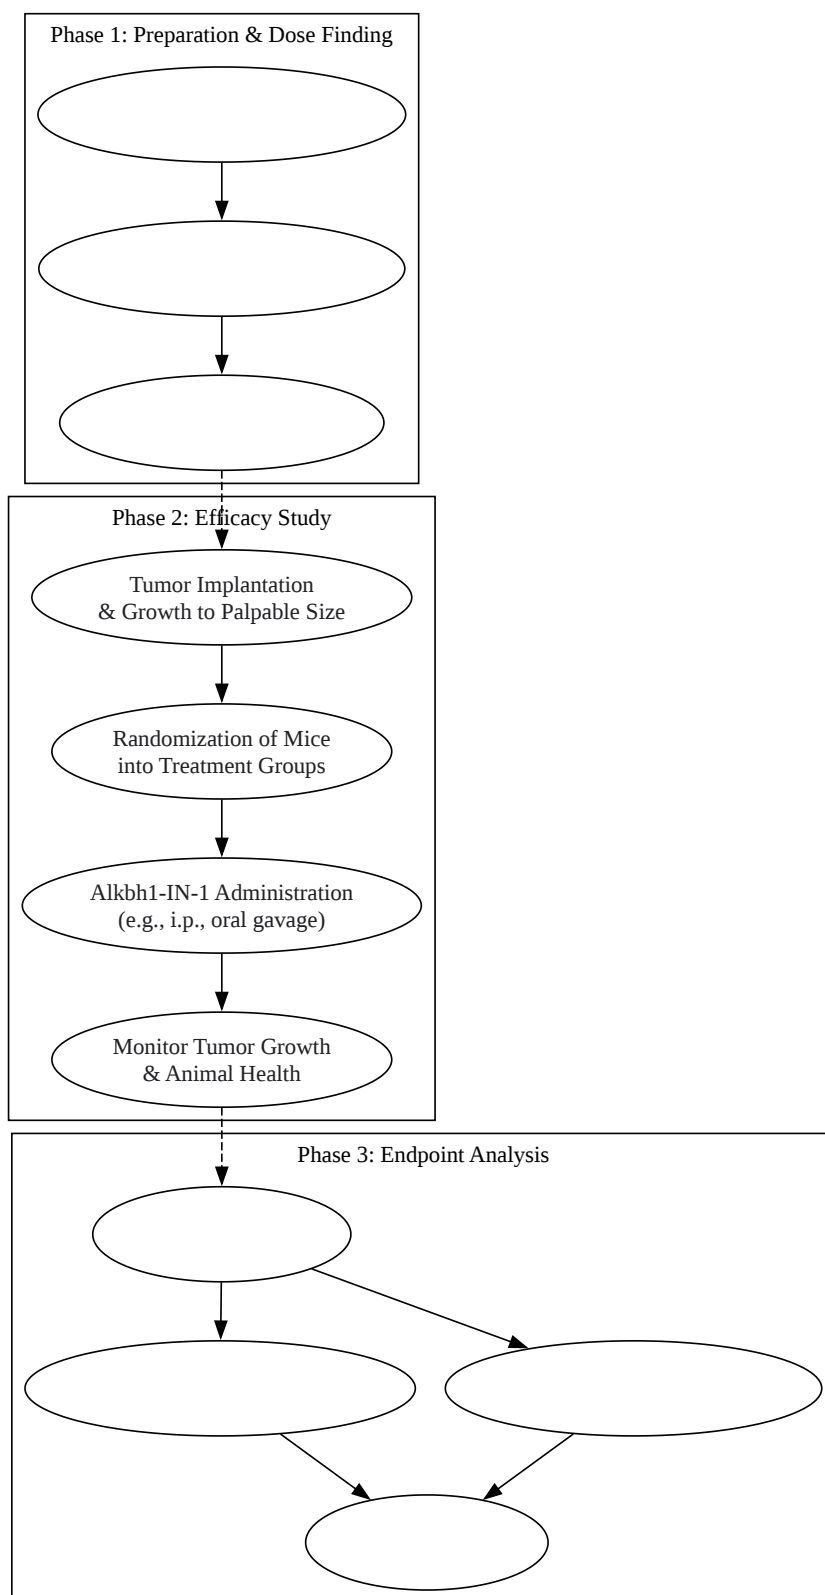 Phase 1: Preparation & Dose Finding
Phase 2: Efficacy Study
Tumor Implantation
& Growth to Palpable Size
Randomization of Mice
into Treatment Groups
Alkbh1-IN-1 Administration
(e.g., i.p., oral gavage)
Monitor Tumor Growth
& Animal Health
Phase 3: Endpoint Analysis